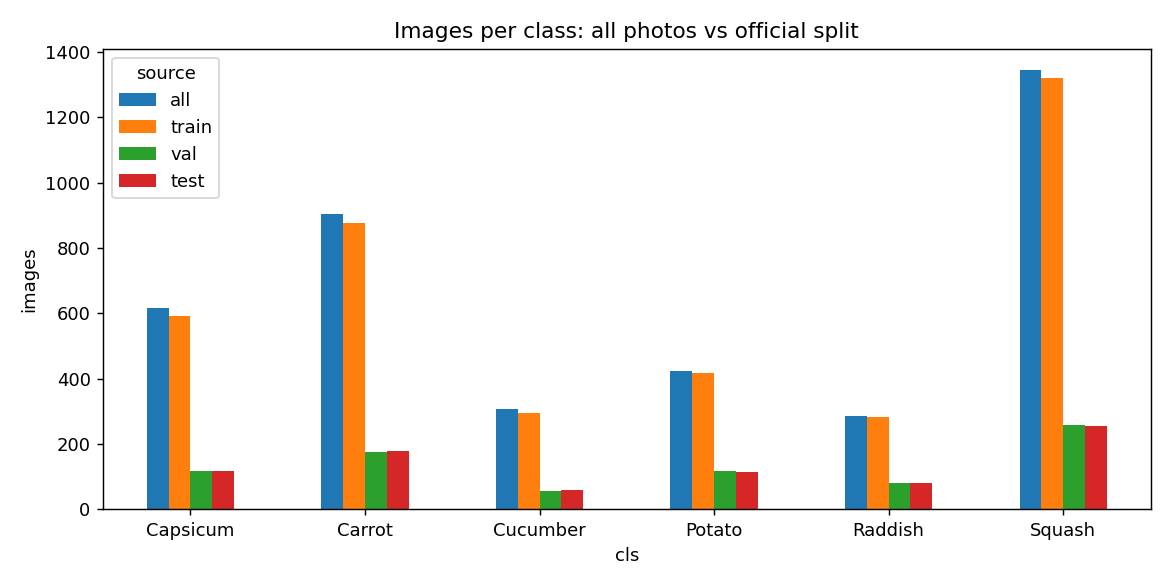 Images per class: all photos vs official split
source
all
train
val
test
images
1400
1200
1000
800
600
400
200
0
Capsicum Carrot Cucumber Potato Raddish Squash
cls